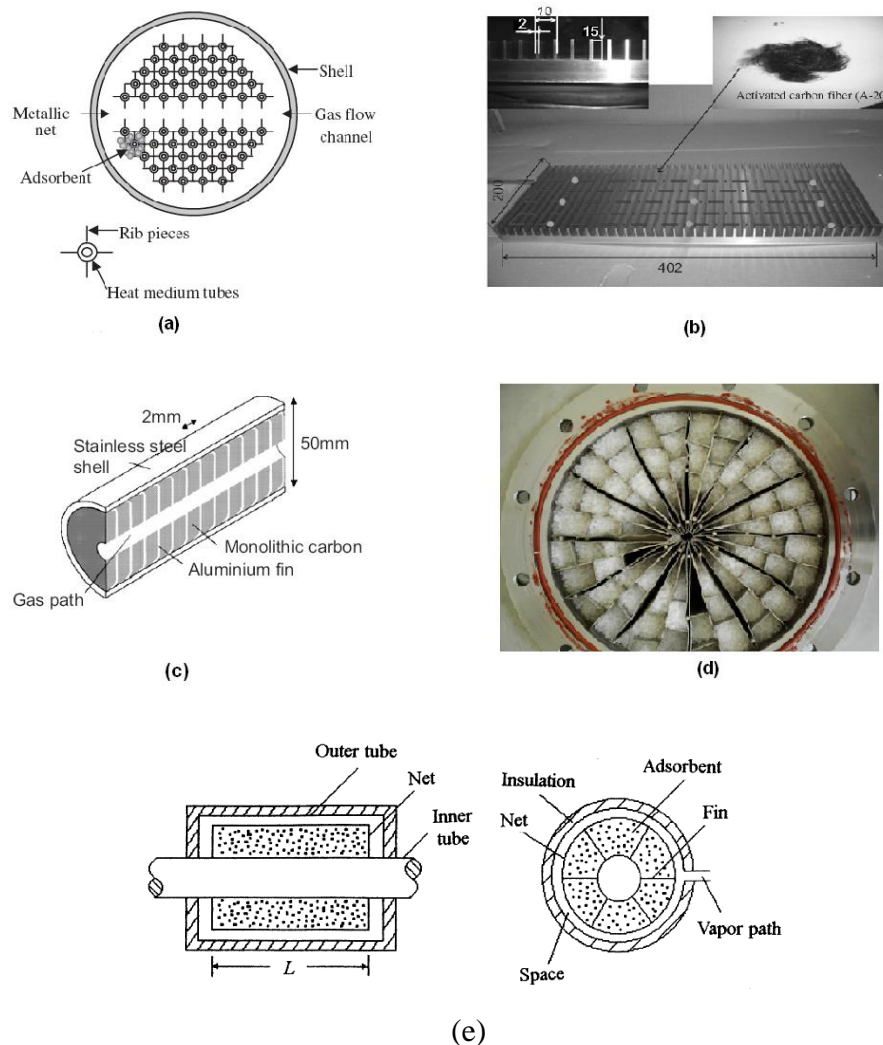 Shell
Metallic
net
Gas flow
channel
Adsorbent
Rib pieces
Heat medium tubes
(a)
10
2
15
Activated carbon fiber (A-20
200
402
(b)
2mm
Stainless steel
shell
50mm
Monolithic carbon
Aluminium fin
Gas path
(c)
(d)
Outer tube
Net
Inner
tube
L
Insulation
Adsorbent
Net
Fin
Vapor path
Space
(e)